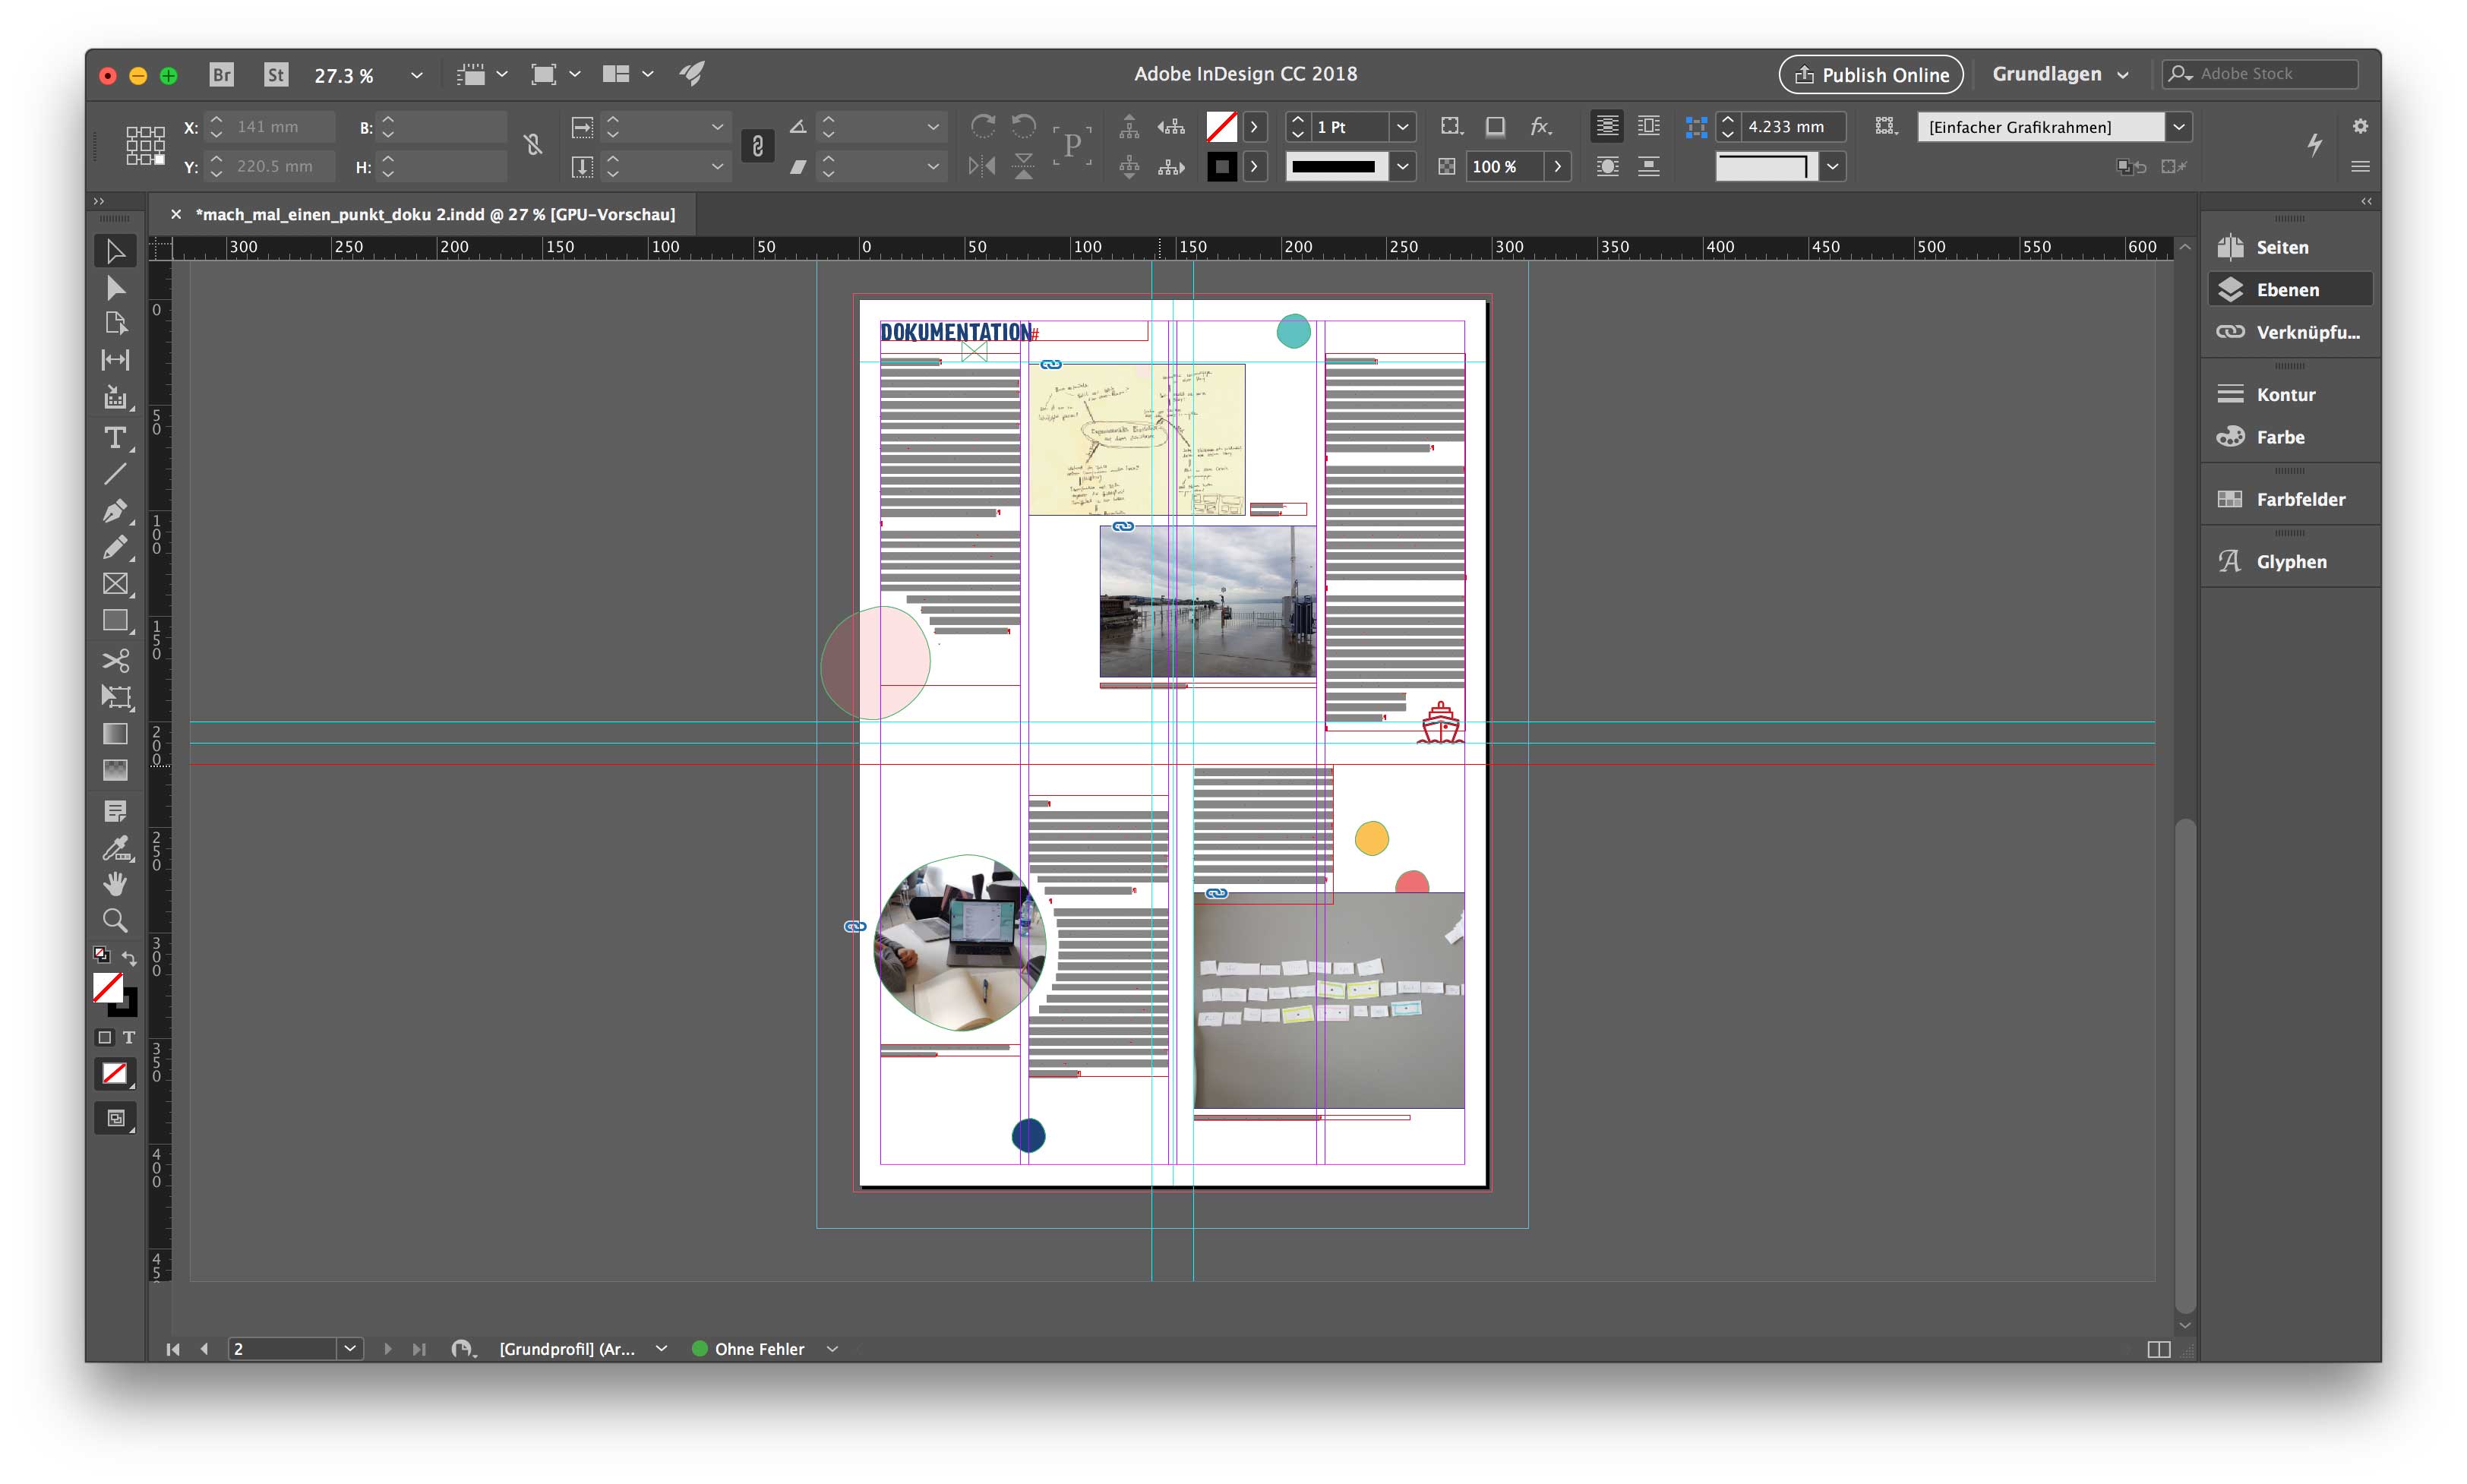 Br St 27.3 % Adobe InDesign CC 2018 Publish Online Grundlagen Adobe Stock
X: 141 mm B: 1 Pt 4.233 mm [Einfacher Grafikrahmen]
Y: 220.5 mm H: P fx. 100 %
× *mach_mal_einen_punkt_doku 2.indd @ 27 % [GPU-Vorschau]
300 250 200 150 100 50 0 50 100 150 200 250 300 350 400 450 500 550 600
0
50
100
150
200
250
300
350
400
45
T
T
DOKUMENTATION#
Seiten
Ebenen
Verknüpfu...
Kontur
Farbe
Farbfelder
Glyphen
2 [Grundprofil] (Ar... Ohne Fehler